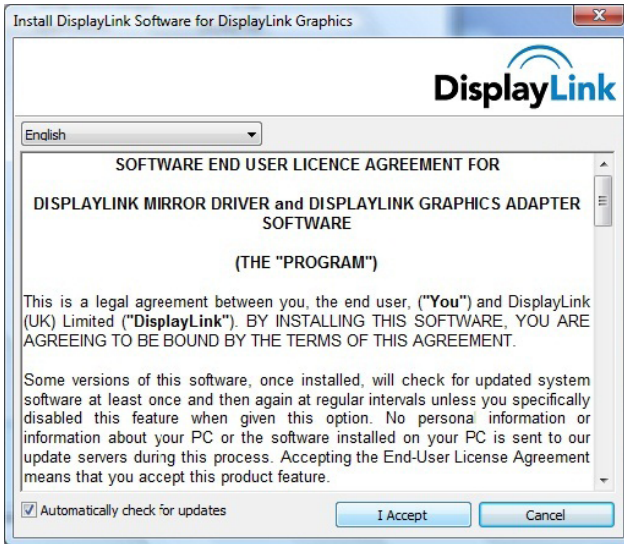 Install DisplayLink Software for DisplayLink Graphics
DisplayLink
English
SOFTWARE END USER LICENCE AGREEMENT FOR
DISPLAYLINK MIRROR DRIVER and DISPLAYLINK GRAPHICS ADAPTER
SOFTWARE
(THE "PROGRAM")
This is a legal agreement between you, the end user, ("You") and DisplayLink
(UK) Limited ("DisplayLink"). BY INSTALLING THIS SOFTWARE, YOU ARE
AGREEING TO BE BOUND BY THE TERMS OF THIS AGREEMENT.
Some versions of this software, once installed, will check for updated system
software at least once and then again at regular intervals unless you specifically
disabled this feature when given this option. No personal information or
information about your PC or the software installed on your PC is sent to our
update servers during this process. Accepting the End-User License Agreement
means that you accept this product feature.
Automatically check for updates
I Accept
Cancel